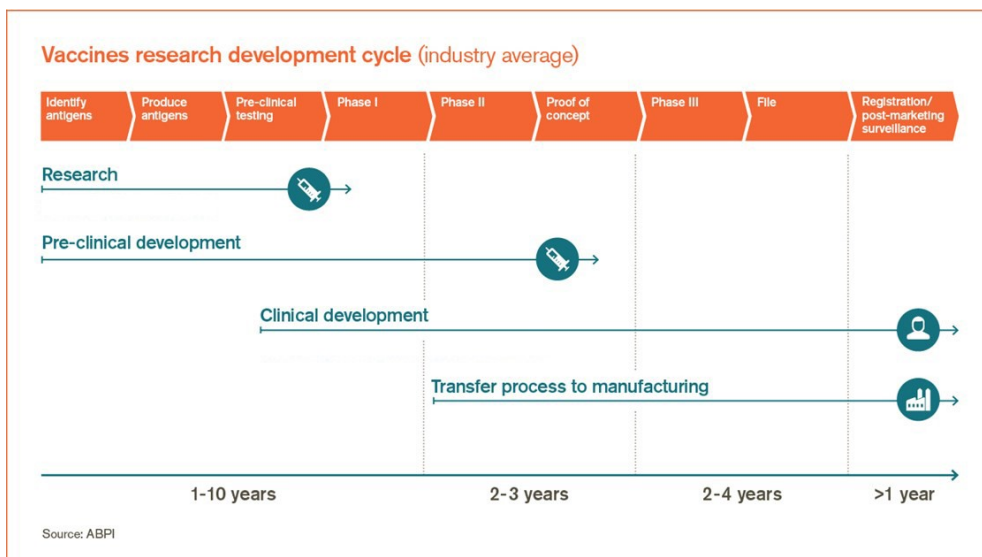 Vaccines research development cycle (industry average)
Identify
antigens
Produce
antigens
Pre-clinical
testing
Phase I
Phase II
Proof of
concept
Phase III
File
Registration/
post-marketing
surveillance
Research
Pre-clinical development
Clinical development
Transfer process to manufacturing
1-10 years
2-3 years
2-4 years
>1 year
Source: ABPI